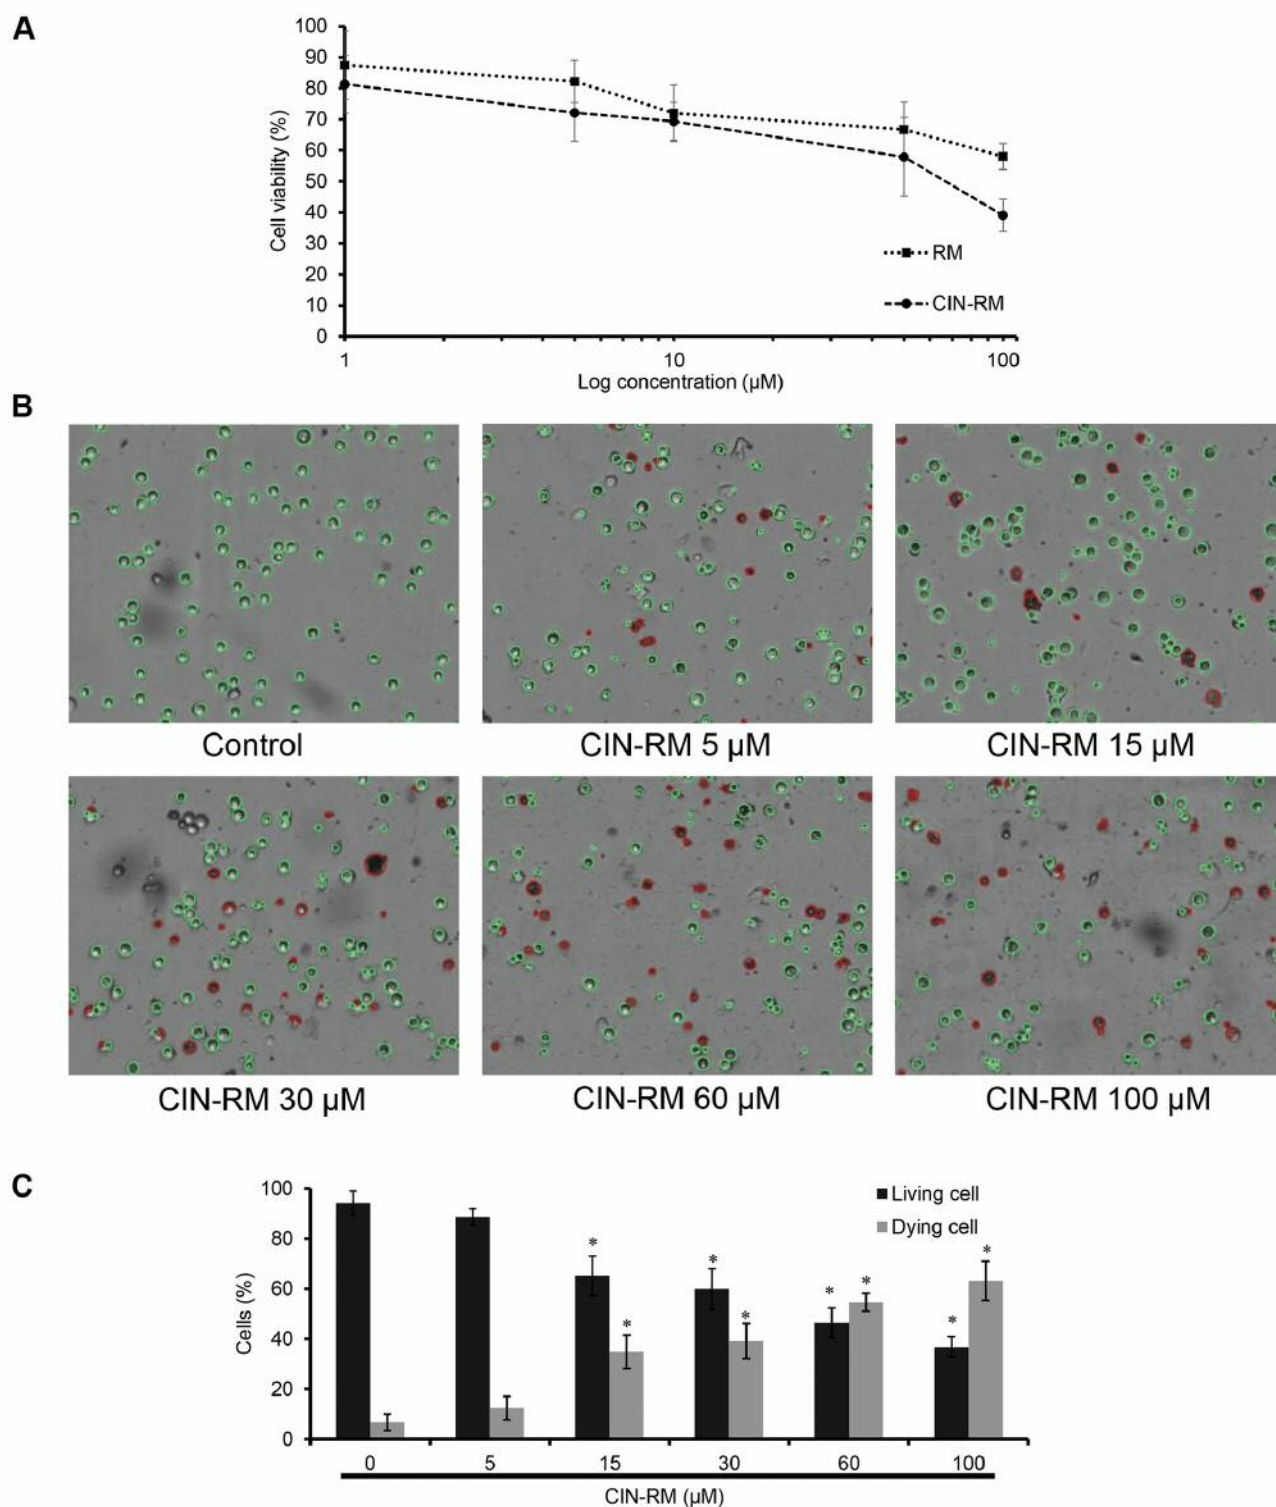 A
100
90
80
70
60
50
40
30
20
10
0
Cell viability (%)
RM
CIN-RM
1
10
100
Log concentration (µM)
B
Control
CIN-RM 5 µM
CIN-RM 15 µM
CIN-RM 30 µM
CIN-RM 60 µM
CIN-RM 100 µM
C
100
80
60
40
20
0
Cells (%)
Living cell
Dying cell
* * * * * * * *
0 5 15 30 60 100
CIN-RM (µM)